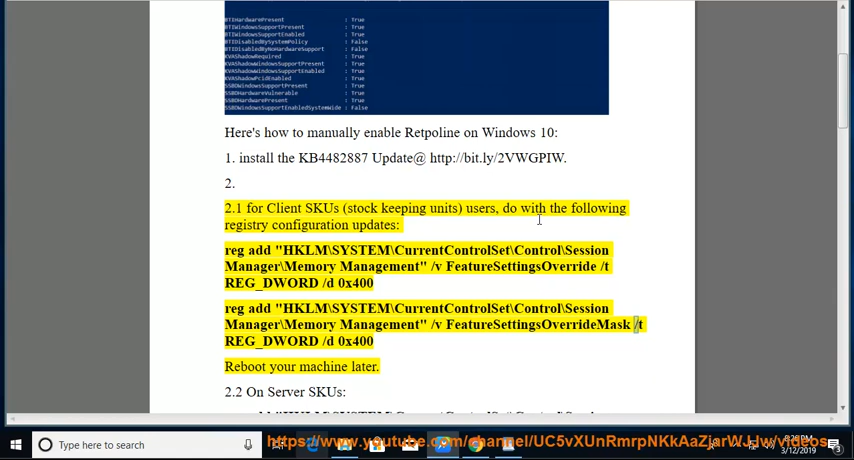 BTIHardwarePresent : True
BTIWindowsSupportPresent : True
BTIWindowsSupportEnabled : True
BTIDisabledBySystemPolicy : False
BTIDisabledByNoHardwareSupport : False
KVAShadowRequired : True
KVAShadowWindowsSupportPresent : True
KVAShadowWindowsSupportEnabled : True
KVAShadowPcidEnabled : True
SSBDWindowsSupportPresent : True
SSBDHardwareVulnerable : True
SSBDHardwarePresent : True
SSBDWindowsSupportEnabledSystemWide : False
Here's how to manually enable Retpoline on Windows 10:
1. install the KB4482887 Update@ http://bit.ly/2VWGPIW.
2.
2.1 for Client SKUs (stock keeping units) users, do with the following
registry configuration updates:
reg add "HKLM\SYSTEM\CurrentControlSet\Control\Session
Manager\Memory Management" /v FeatureSettingsOverride /t
REG_DWORD /d 0x400
reg add "HKLM\SYSTEM\CurrentControlSet\Control\Session
Manager\Memory Management" /v FeatureSettingsOverrideMask /t
REG_DWORD /d 0x400
Reboot your machine later.
2.2 On Server SKUs:
Type here to search
3/12/2019